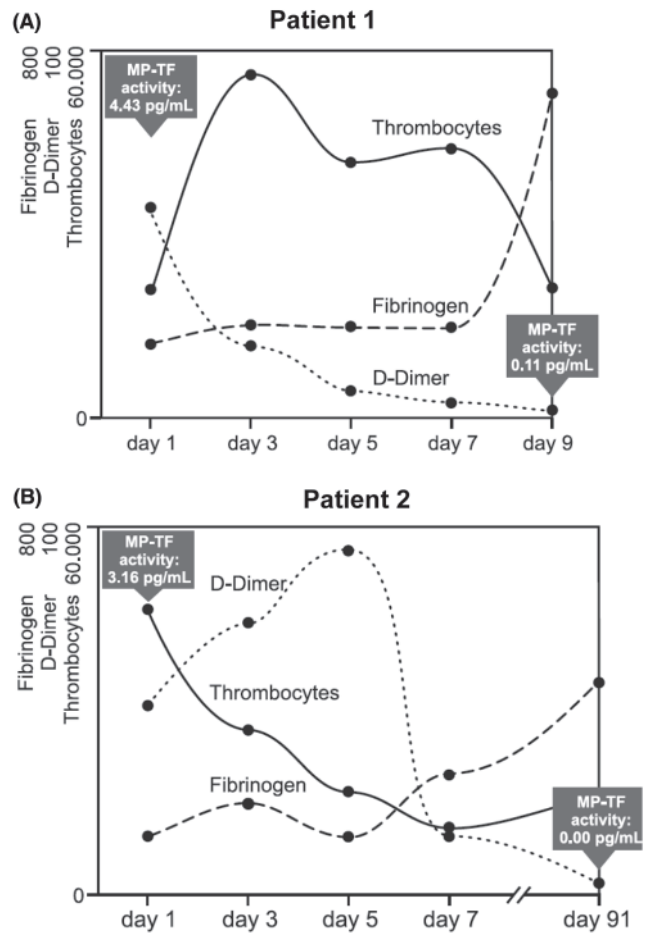 (A)
Patient 1
Fibrinogen 800
D-Dimer 100
Thrombocytes 60.000
MP-TF
activity:
4.43 pg/mL
Thrombocytes
Fibrinogen
D-Dimer
MP-TF
activity:
0.11 pg/mL
0
day 1 day 3 day 5 day 7 day 9
(B)
Patient 2
Fibrinogen 800
D-Dimer 100
Thrombocytes 60.000
MP-TF
activity:
3.16 pg/mL
D-Dimer
Thrombocytes
Fibrinogen
MP-TF
activity:
0.00 pg/mL
0
day 1 day 3 day 5 day 7 day 91